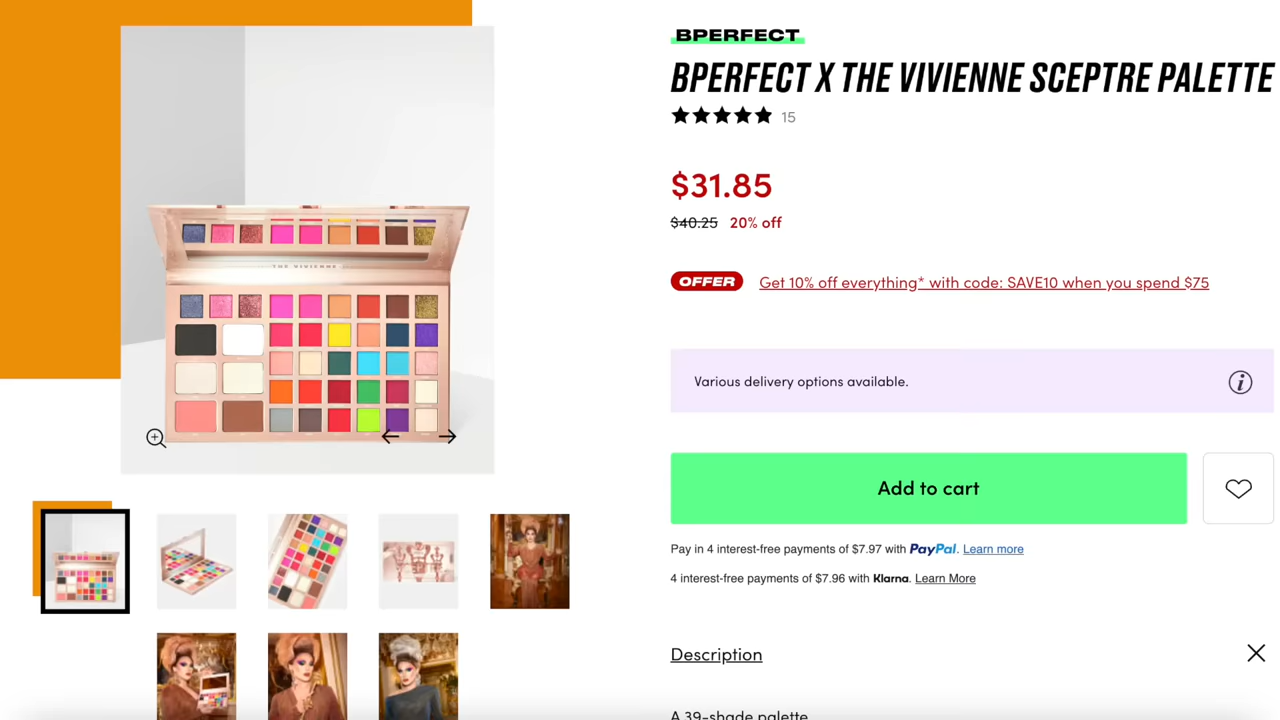 BPERFECT
BPERFECT X THE VIVIENNE SCEPTRE PALETTE
15
$31.85
$40.25 20% off
OFFER Get 10% off everything* with code: SAVE10 when you spend $75
THE VIVIENNE
Various delivery options available.
Add to cart
Pay in 4 interest-free payments of $7.97 with PayPal. Learn more
4 interest-free payments of $7.96 with Klarna. Learn More
Description
A 39-shade palette